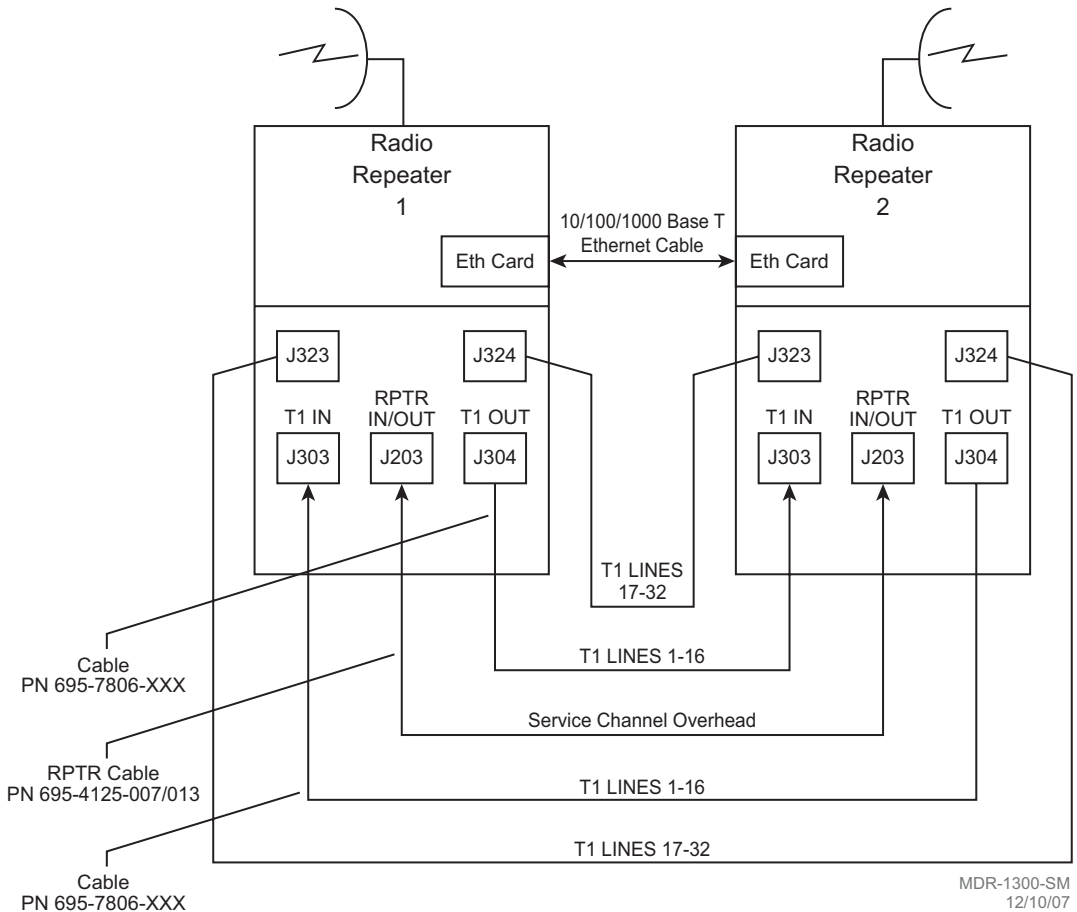 Radio
Repeater
1
Radio
Repeater
2
10/100/1000 Base T
Ethernet Cable
Eth Card
Eth Card
J323
J324
J323
J324
T1 IN
RPTR
IN/OUT
T1 OUT
T1 IN
RPTR
IN/OUT
T1 OUT
J303
J203
J304
J303
J203
J304
T1 LINES
17-32
T1 LINES 1-16
Cable
PN 695-7806-XXX
Service Channel Overhead
RPTR Cable
PN 695-4125-007/013
T1 LINES 1-16
T1 LINES 17-32
Cable
PN 695-7806-XXX
MDR-1300-SM
12/10/07